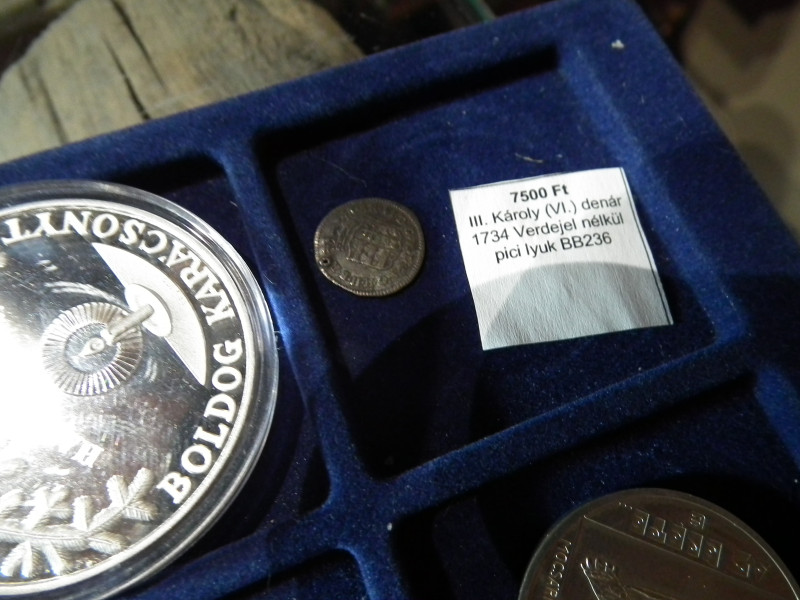 BOLDOG KARÁCSONYT
7500 Ft
III. Károly (VI.) denár
1734 Verdejel nélkül
pici lyuk BB236